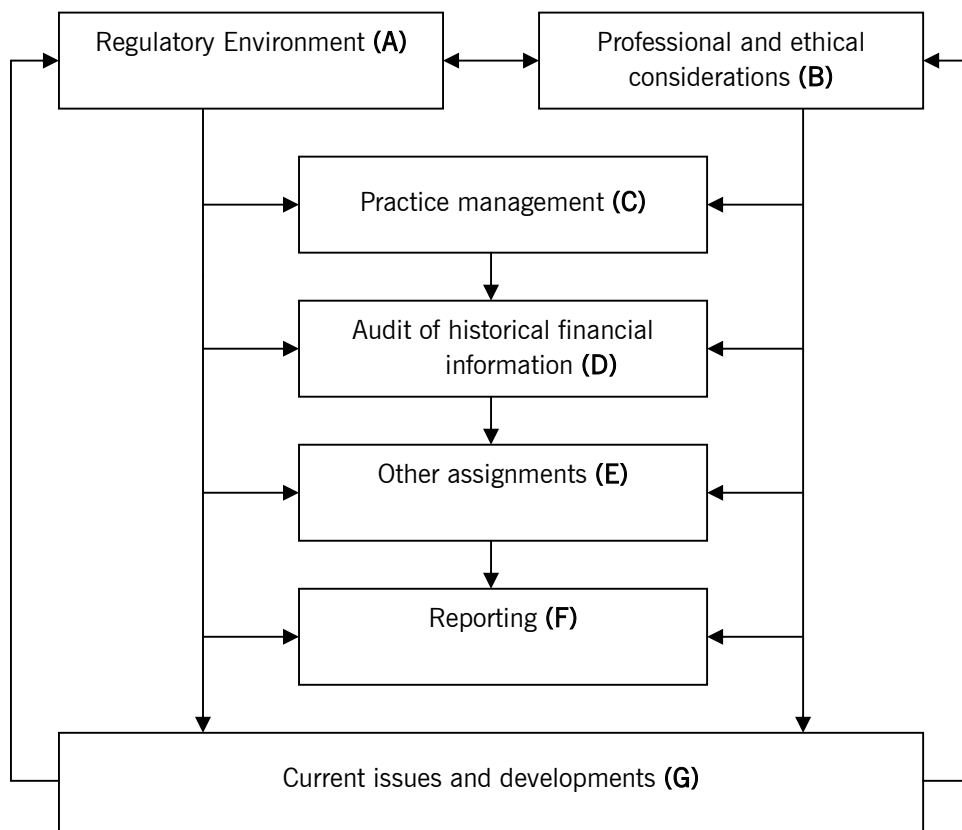 Regulatory Environment (A)
Professional and ethical
considerations (B)
Practice management (C)
Audit of historical financial
information (D)
Other assignments (E)
Reporting (F)
Current issues and developments (G)